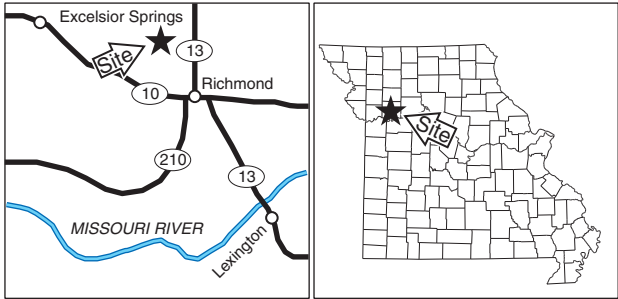 Excelsior Springs
Site
13
10
Richmond
210
13
MISSOURI RIVER
Lexington
Site